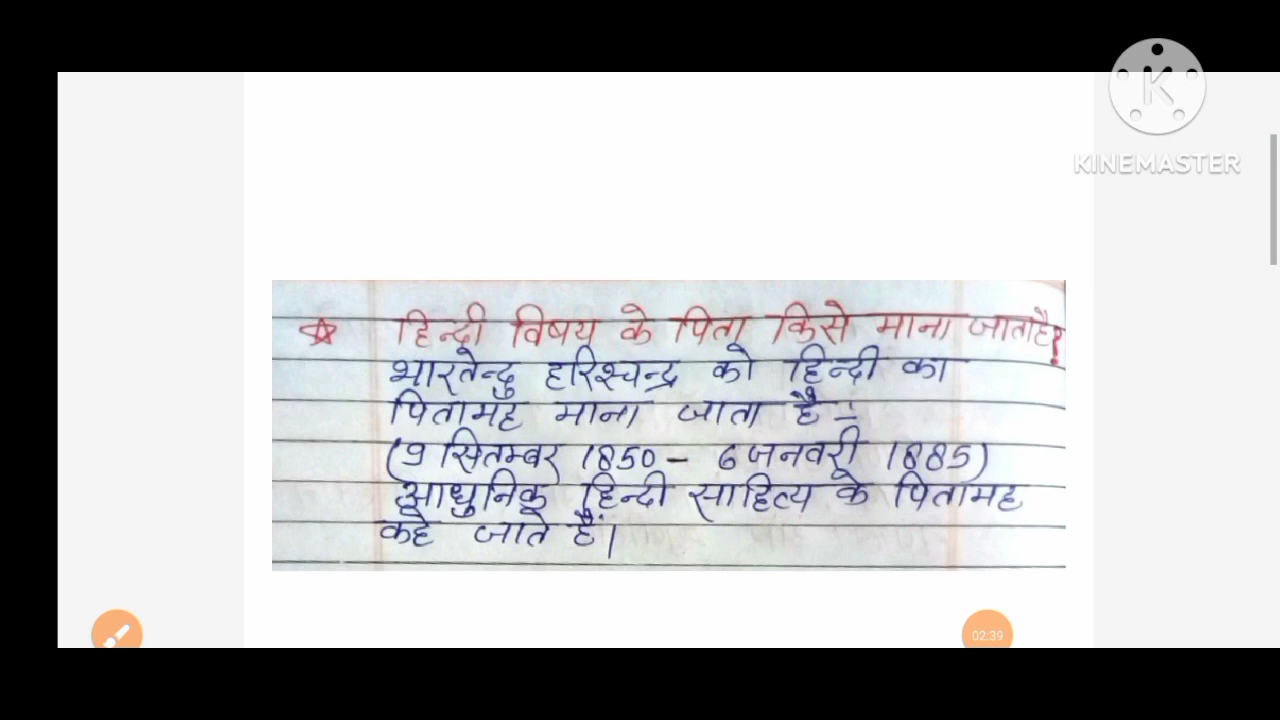 KINEMASTER
☆ हिन्दी विषय के पिता किसे माना जाता है?
भारतेन्दु हरिश्चन्द्र को हिन्दी का
पितामह माना जाता है :-
(9 सितम्बर 1850 - 6 जनवरी 1885)
आधुनिक हिन्दी साहित्य के पितामह
कहे जाते हैं।
02:39